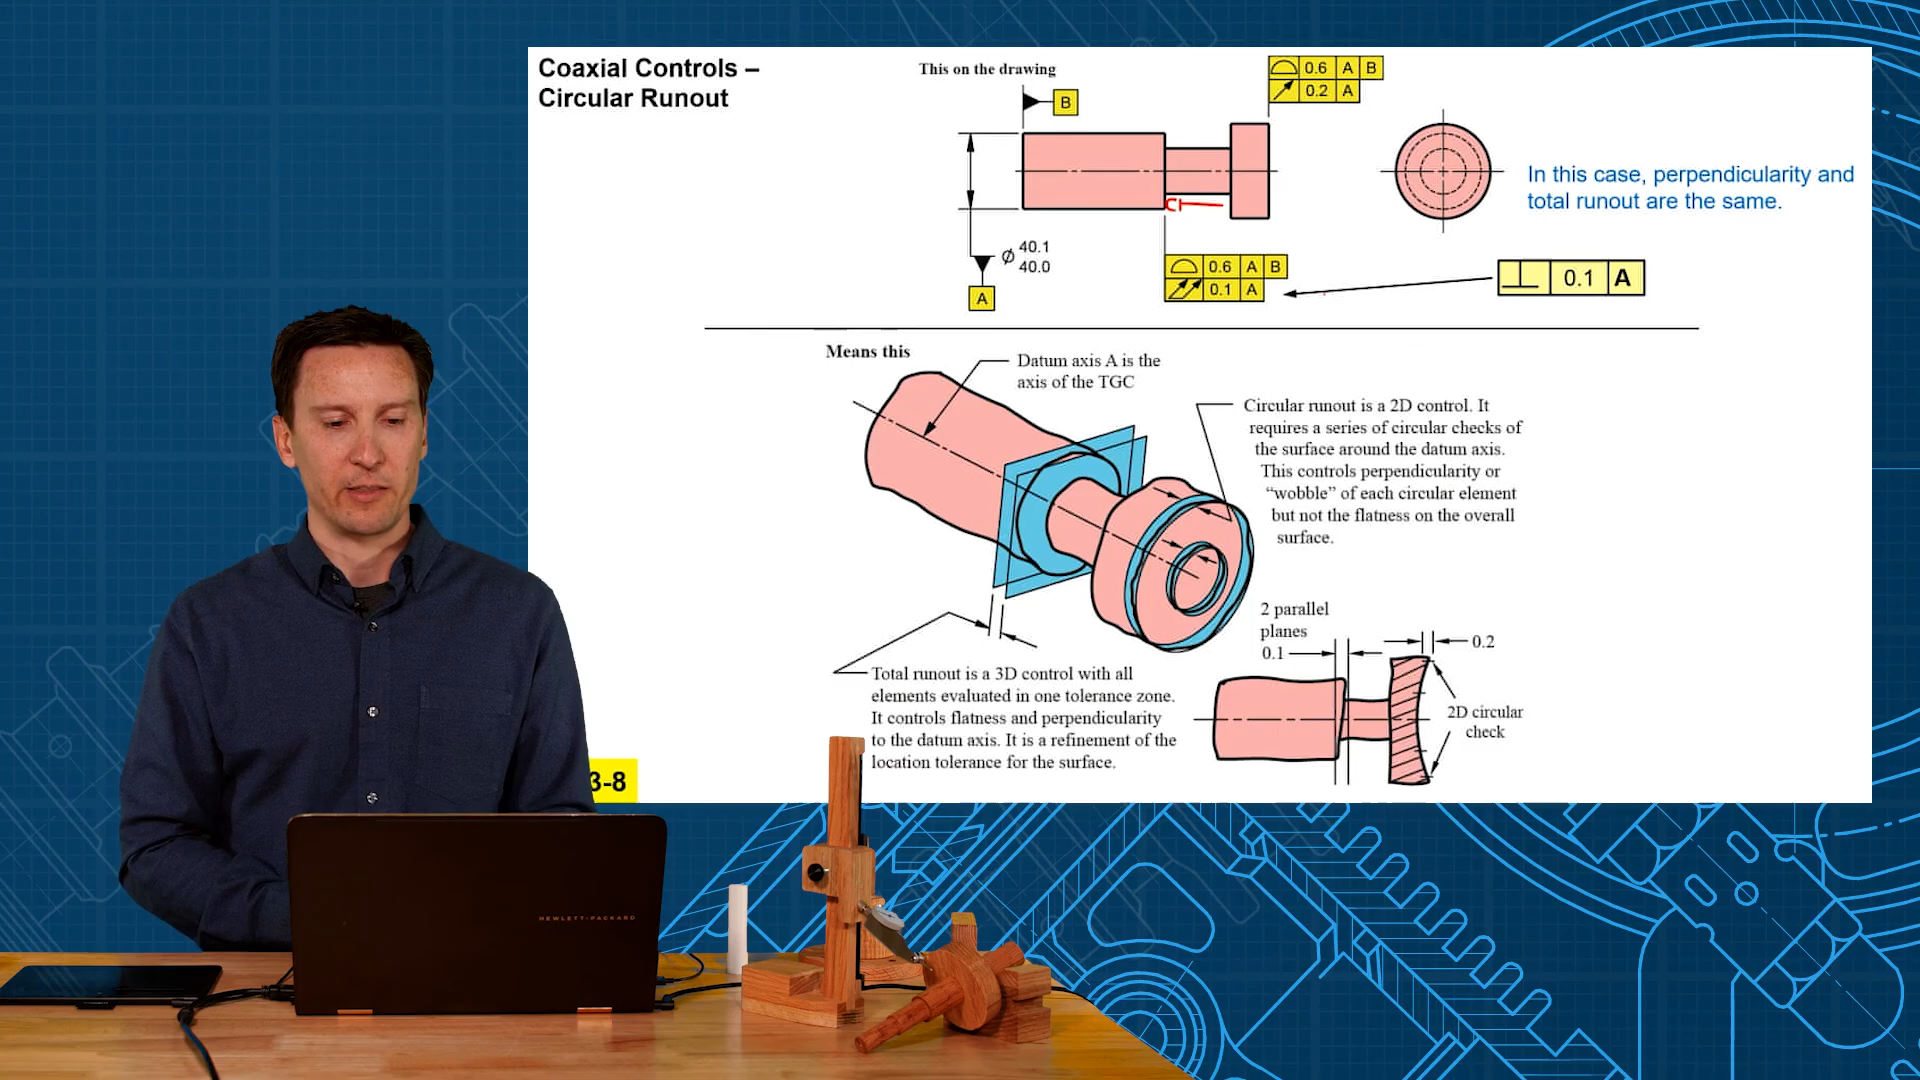 Coaxial Controls –
Circular Runout
This on the drawing
0.6 A B
0.2 A
B
In this case, perpendicularity and
total runout are the same.
Ø 40.1
40.0
A
0.6 A B
0.1 A
0.1 A
Means this
Datum axis A is the
axis of the TGC
Circular runout is a 2D control. It
requires a series of circular checks of
the surface around the datum axis.
This controls perpendicularity or
“wobble” of each circular element
but not the flatness on the overall
surface.
2 parallel
planes
0.1
0.2
2D circular
check
Total runout is a 3D control with all
elements evaluated in one tolerance zone.
It controls flatness and perpendicularity
to the datum axis. It is a refinement of the
location tolerance for the surface.
3-8
HEWLETT-PACKARD